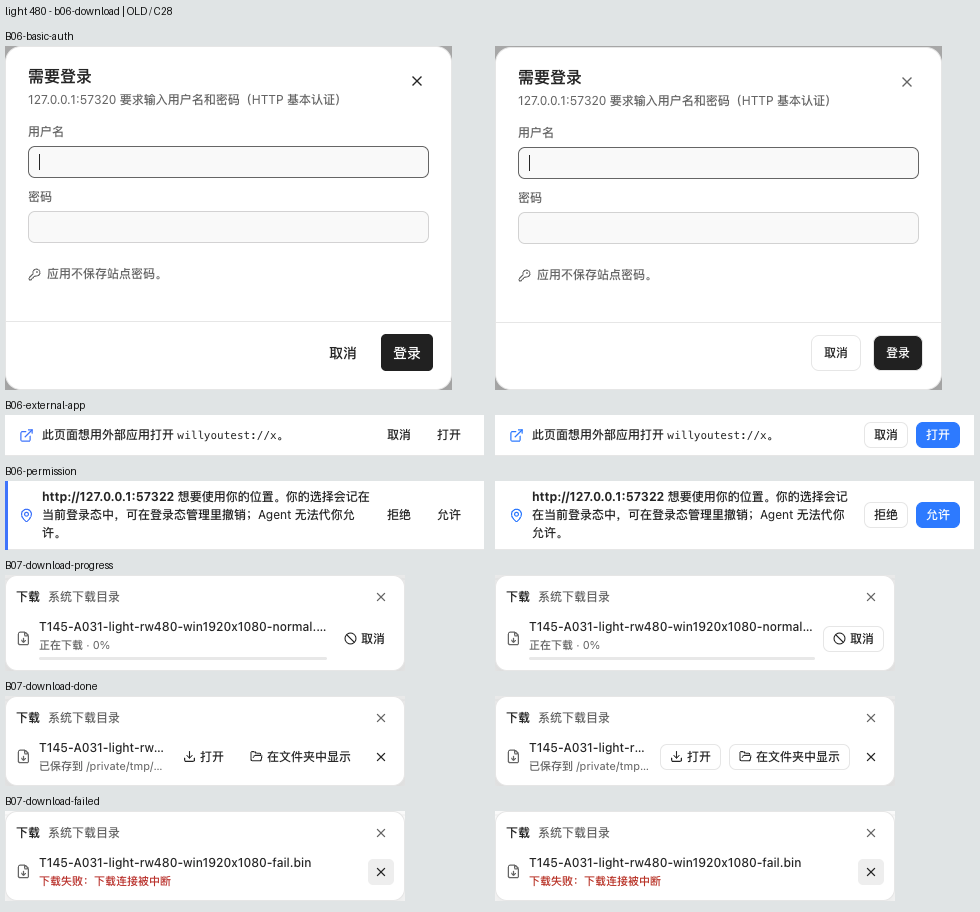 light 480 - b06-download | OLD / C28
B06-basic-auth
需要登录
127.0.0.1:57320 要求输入用户名和密码（HTTP 基本认证）
用户名
密码
应用不保存站点密码。
取消 登录
需要登录
127.0.0.1:57320 要求输入用户名和密码（HTTP 基本认证）
用户名
密码
应用不保存站点密码。
取消 登录
B06-external-app
此页面想用外部应用打开 willyoutest://x。 取消 打开
此页面想用外部应用打开 willyoutest://x。 取消 打开
B06-permission
http://127.0.0.1:57322 想要使用你的位置。你的选择会记在
当前登录态中，可在登录态管理里撤销；Agent 无法代你允
许。
拒绝 允许
http://127.0.0.1:57322 想要使用你的位置。你的选择会记
在当前登录态中，可在登录态管理里撤销；Agent 无法代你
允许。
拒绝 允许
B07-download-progress
下载 系统下载目录
T145-A031-light-rw480-win1920x1080-normal....
正在下载 · 0%
取消
下载 系统下载目录
T145-A031-light-rw480-win1920x1080-normal...
正在下载 · 0%
取消
B07-download-done
下载 系统下载目录
T145-A031-light-rw...
已保存到 /private/tmp/...
打开 在文件夹中显示
下载 系统下载目录
T145-A031-light-r...
已保存到 /private/tmp...
打开 在文件夹中显示
B07-download-failed
下载 系统下载目录
T145-A031-light-rw480-win1920x1080-fail.bin
下载失败：下载连接被中断
下载 系统下载目录
T145-A031-light-rw480-win1920x1080-fail.bin
下载失败：下载连接被中断